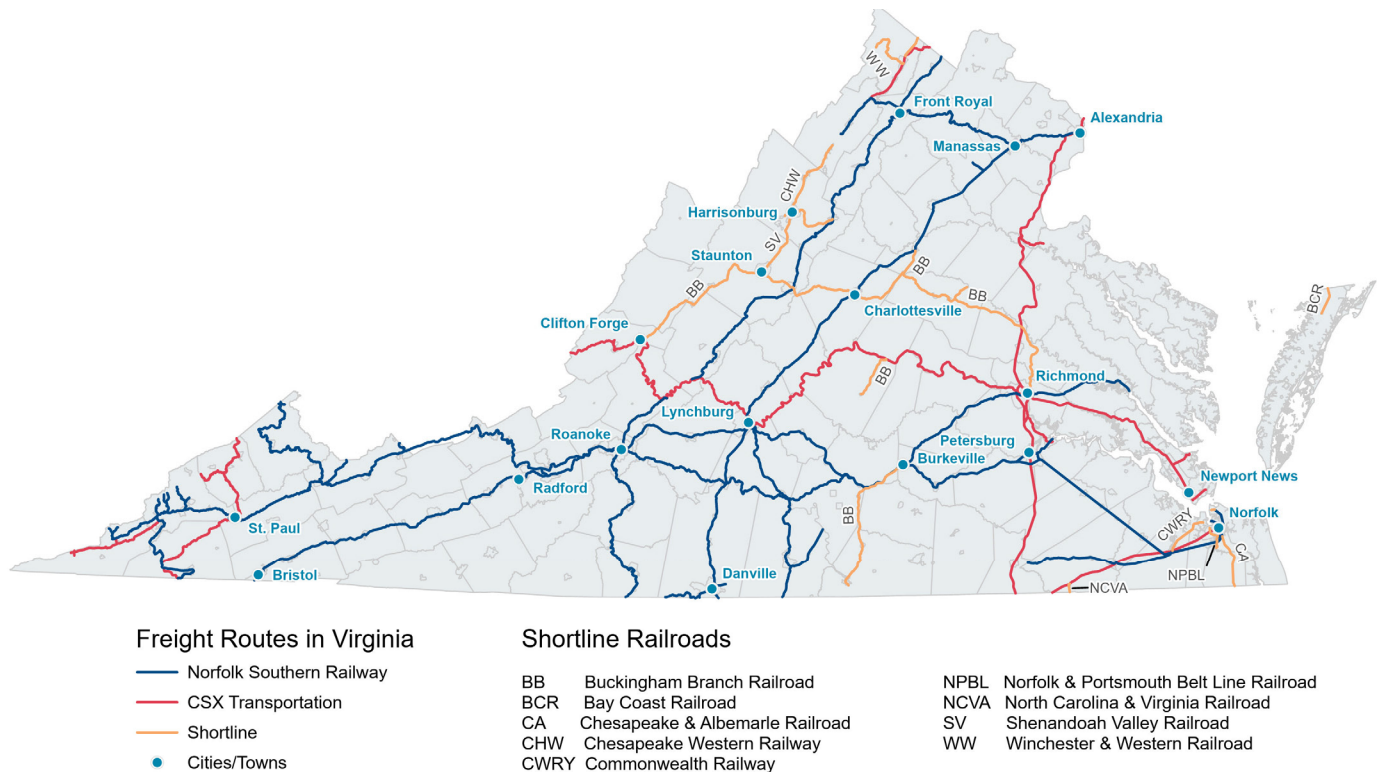 WW
Front Royal
Alexandria
Manassas
CHW
Harrisonburg
SV
Staunton
BB
BB
BB
BCR
Clifton Forge
Charlottesville
BB
Richmond
Lynchburg
Roanoke
Petersburg
Burkeville
Radford
Newport News
St. Paul
BB
CWRY
Norfolk
CA
Bristol
Danville
NPBL
NCVA
Freight Routes in Virginia
Norfolk Southern Railway
CSX Transportation
Shortline
Cities/Towns
Shortline Railroads
BB Buckingham Branch Railroad
BCR Bay Coast Railroad
CA Chesapeake & Albemarle Railroad
CHW Chesapeake Western Railway
CWRY Commonwealth Railway
NPBL Norfolk & Portsmouth Belt Line Railroad
NCVA North Carolina & Virginia Railroad
SV Shenandoah Valley Railroad
WW Winchester & Western Railroad